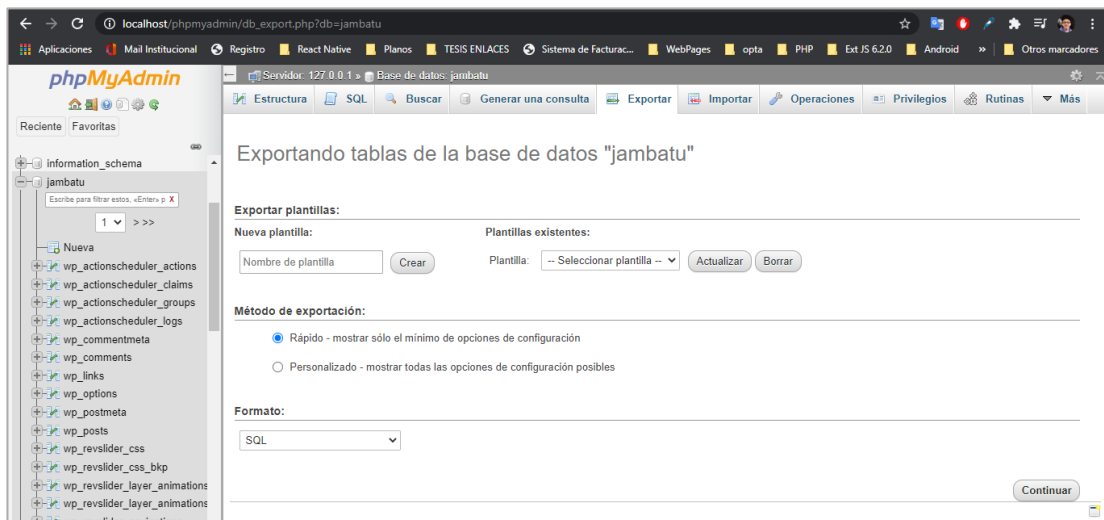 localhost/phpmyadmin/db_export.php?db=jambatu
Aplicaciones Mail Institucional Registro React Native Planos TESIS ENLACES Sistema de Facturac... WebPages opta PHP Ext JS 6.2.0 Android » Otros marcadores
phpMyAdmin
Reciente Favoritas
information_schema
jambatu
Escribe para filtrar estos, «Enter» p X
1 > >>
Nueva
wp_actionscheduler_actions
wp_actionscheduler_claims
wp_actionscheduler_groups
wp_actionscheduler_logs
wp_commentmeta
wp_comments
wp_links
wp_options
wp_postmeta
wp_posts
wp_revslider_css
wp_revslider_css_bkp
wp_revslider_layer_animations
wp_revslider_layer_animations
Servidor: 127.0.0.1 » Base de datos: jambatu
Estructura SQL Buscar Generar una consulta Exportar Importar Operaciones Privilegios Rutinas Más
Exportando tablas de la base de datos "jambatu"
Exportar plantillas:
Nueva plantilla: Plantillas existentes:
Nombre de plantilla Crear Plantilla: -- Seleccionar plantilla -- Actualizar Borrar
Método de exportación:
Rápido - mostrar sólo el mínimo de opciones de configuración
Personalizado - mostrar todas las opciones de configuración posibles
Formato:
SQL
Continuar